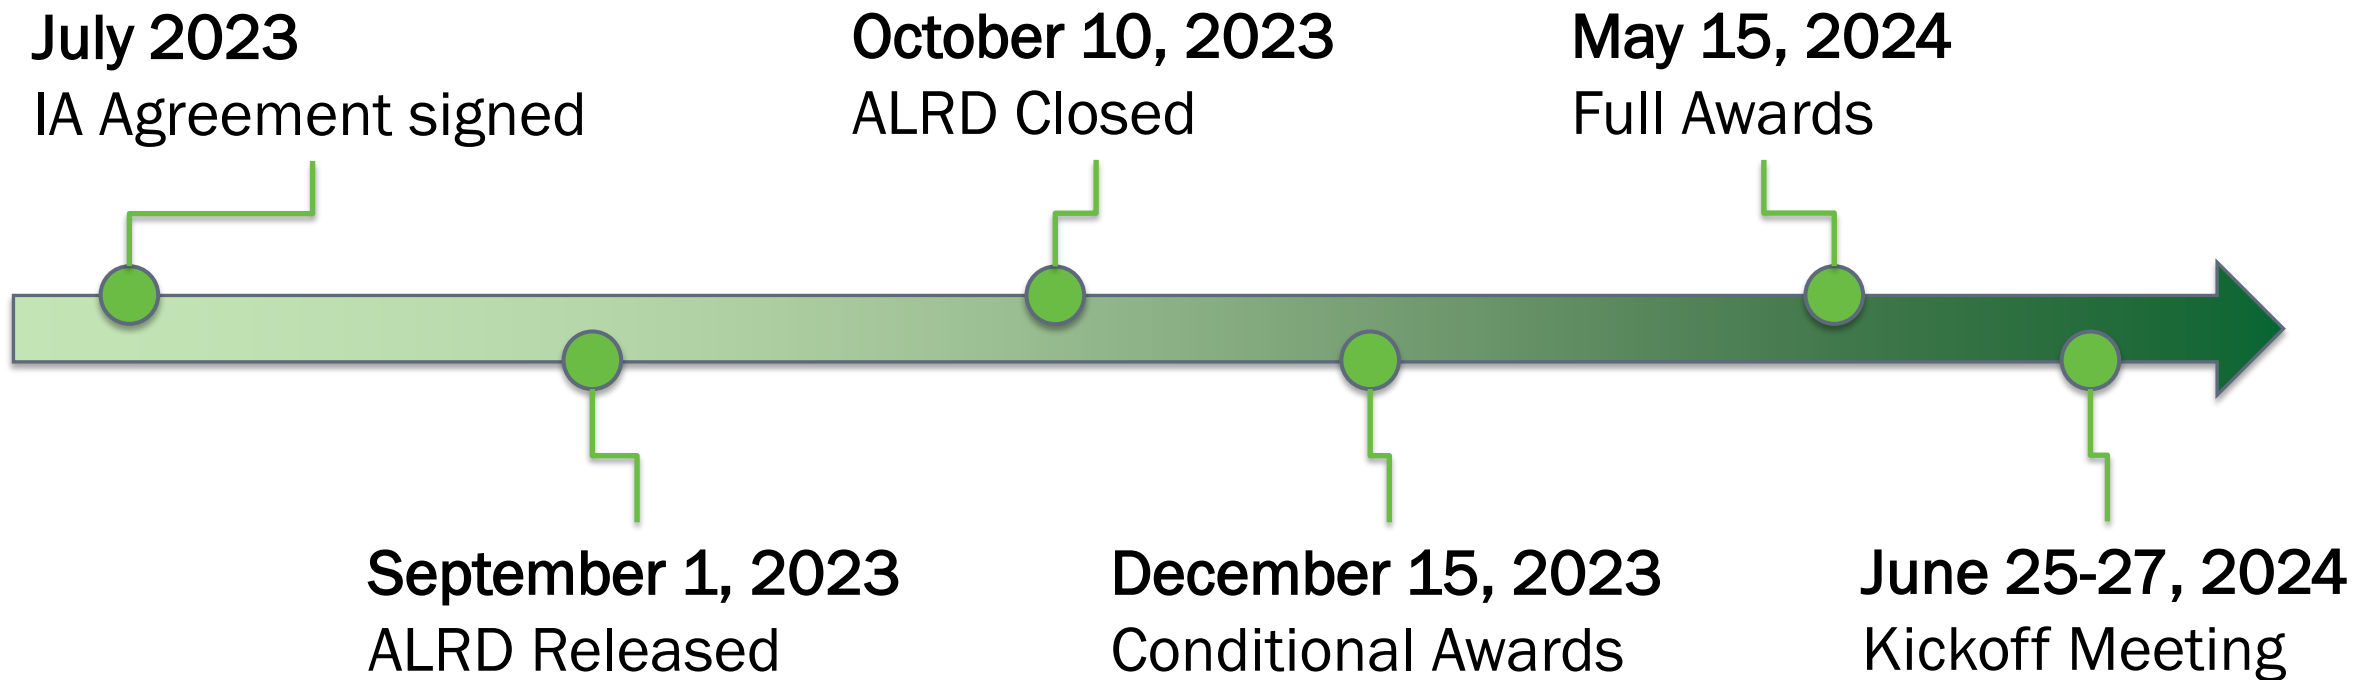 July 2023
IA Agreement signed
October 10, 2023
ALRD Closed
May 15, 2024
Full Awards
September 1, 2023
ALRD Released
December 15, 2023
Conditional Awards
June 25-27, 2024
Kickoff Meeting